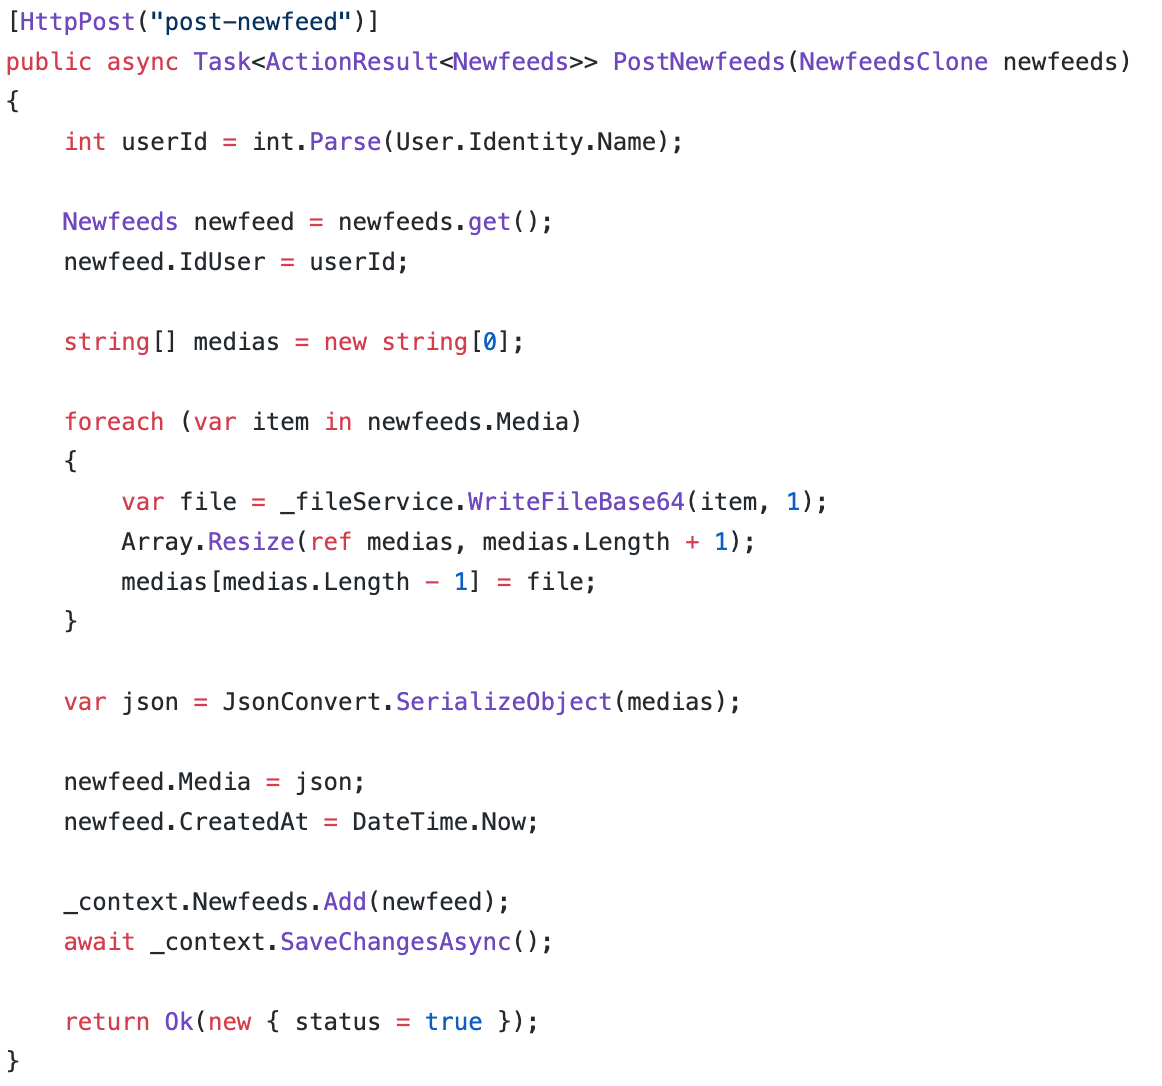 [HttpPost("post-newfeed")]
public async Task<ActionResult<Newfeeds>> PostNewfeeds(NewfeedsClone newfeeds)
{
    int userId = int.Parse(User.Identity.Name);

    Newfeeds newfeed = newfeeds.get();
    newfeed.IdUser = userId;

    string[] medias = new string[0];

    foreach (var item in newfeeds.Media)
    {
        var file = _fileService.WriteFileBase64(item, 1);
        Array.Resize(ref medias, medias.Length + 1);
        medias[medias.Length - 1] = file;
    }

    var json = JsonConvert.SerializeObject(medias);

    newfeed.Media = json;
    newfeed.CreatedAt = DateTime.Now;

    _context.Newfeeds.Add(newfeed);
    await _context.SaveChangesAsync();

    return Ok(new { status = true });
}